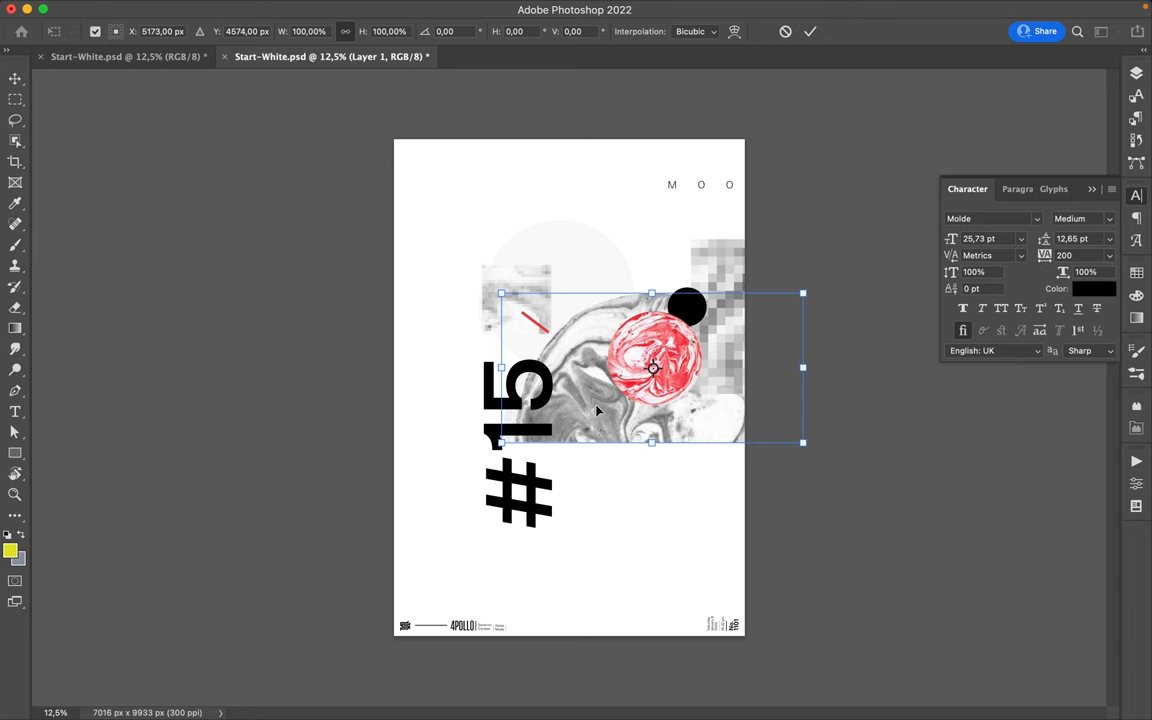 Adobe Photoshop 2022
X: 5173,00 px Y: 4574,00 px W: 100,00% H: 100,00% 0,00 ° H: 0,00 ° V: 0,00 ° Interpolation: Bicubic Share
Start-White.psd @ 12,5% (RGB/8) * Start-White.psd @ 12,5% (Layer 1, RGB/8) *
M O O
#15
4POLLO
No. 1101
Character Paragra Glyphs
Molde Medium
25,73 pt 12,65 pt
Metrics 200
100% 100%
0 pt Color:
English: UK Sharp
12,5% 7016 px x 9933 px (300 ppi)